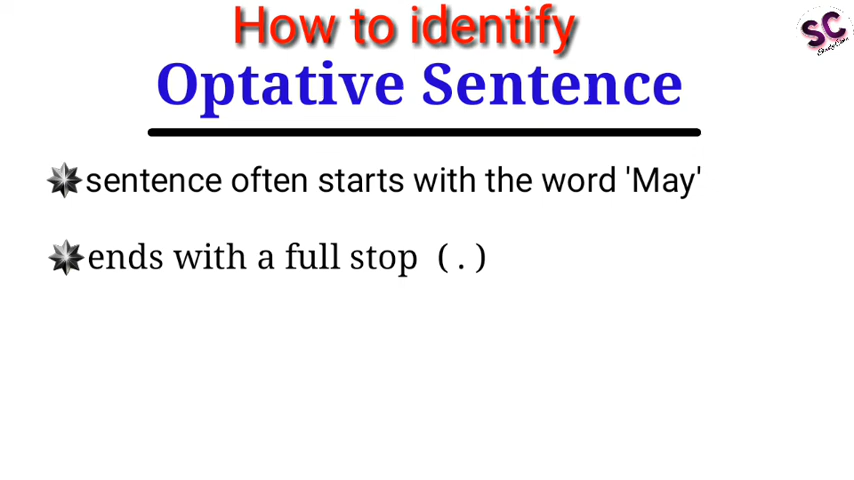 How to identify
SC
Optative Sentence
sentence often starts with the word 'May'
ends with a full stop (.)